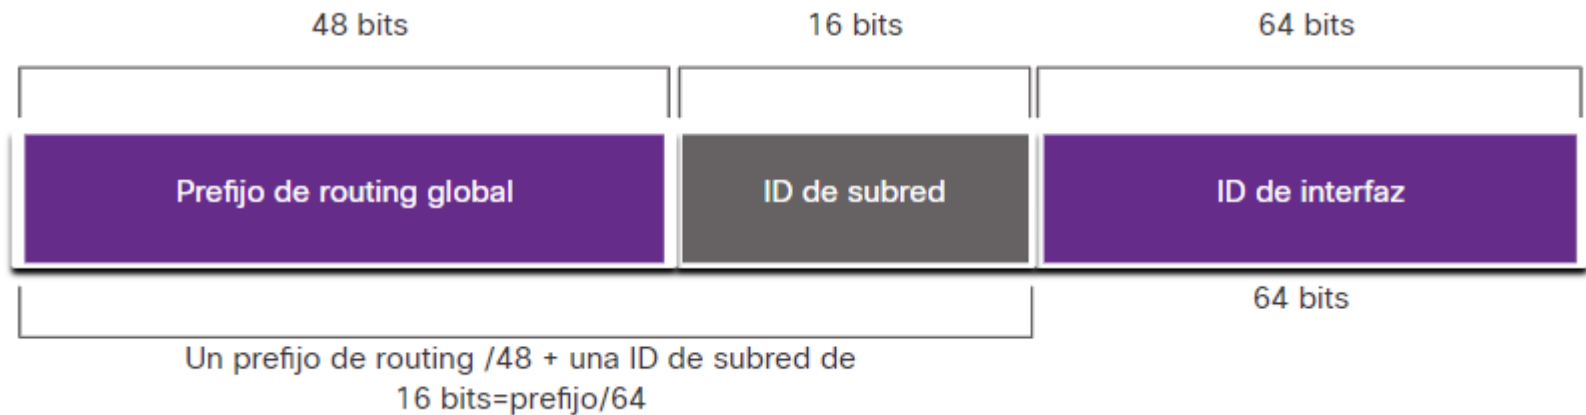 48 bits
16 bits
64 bits
Prefijo de routing global
ID de subred
ID de interfaz
64 bits
Un prefijo de routing /48 + una ID de subred de
16 bits=prefijo/64